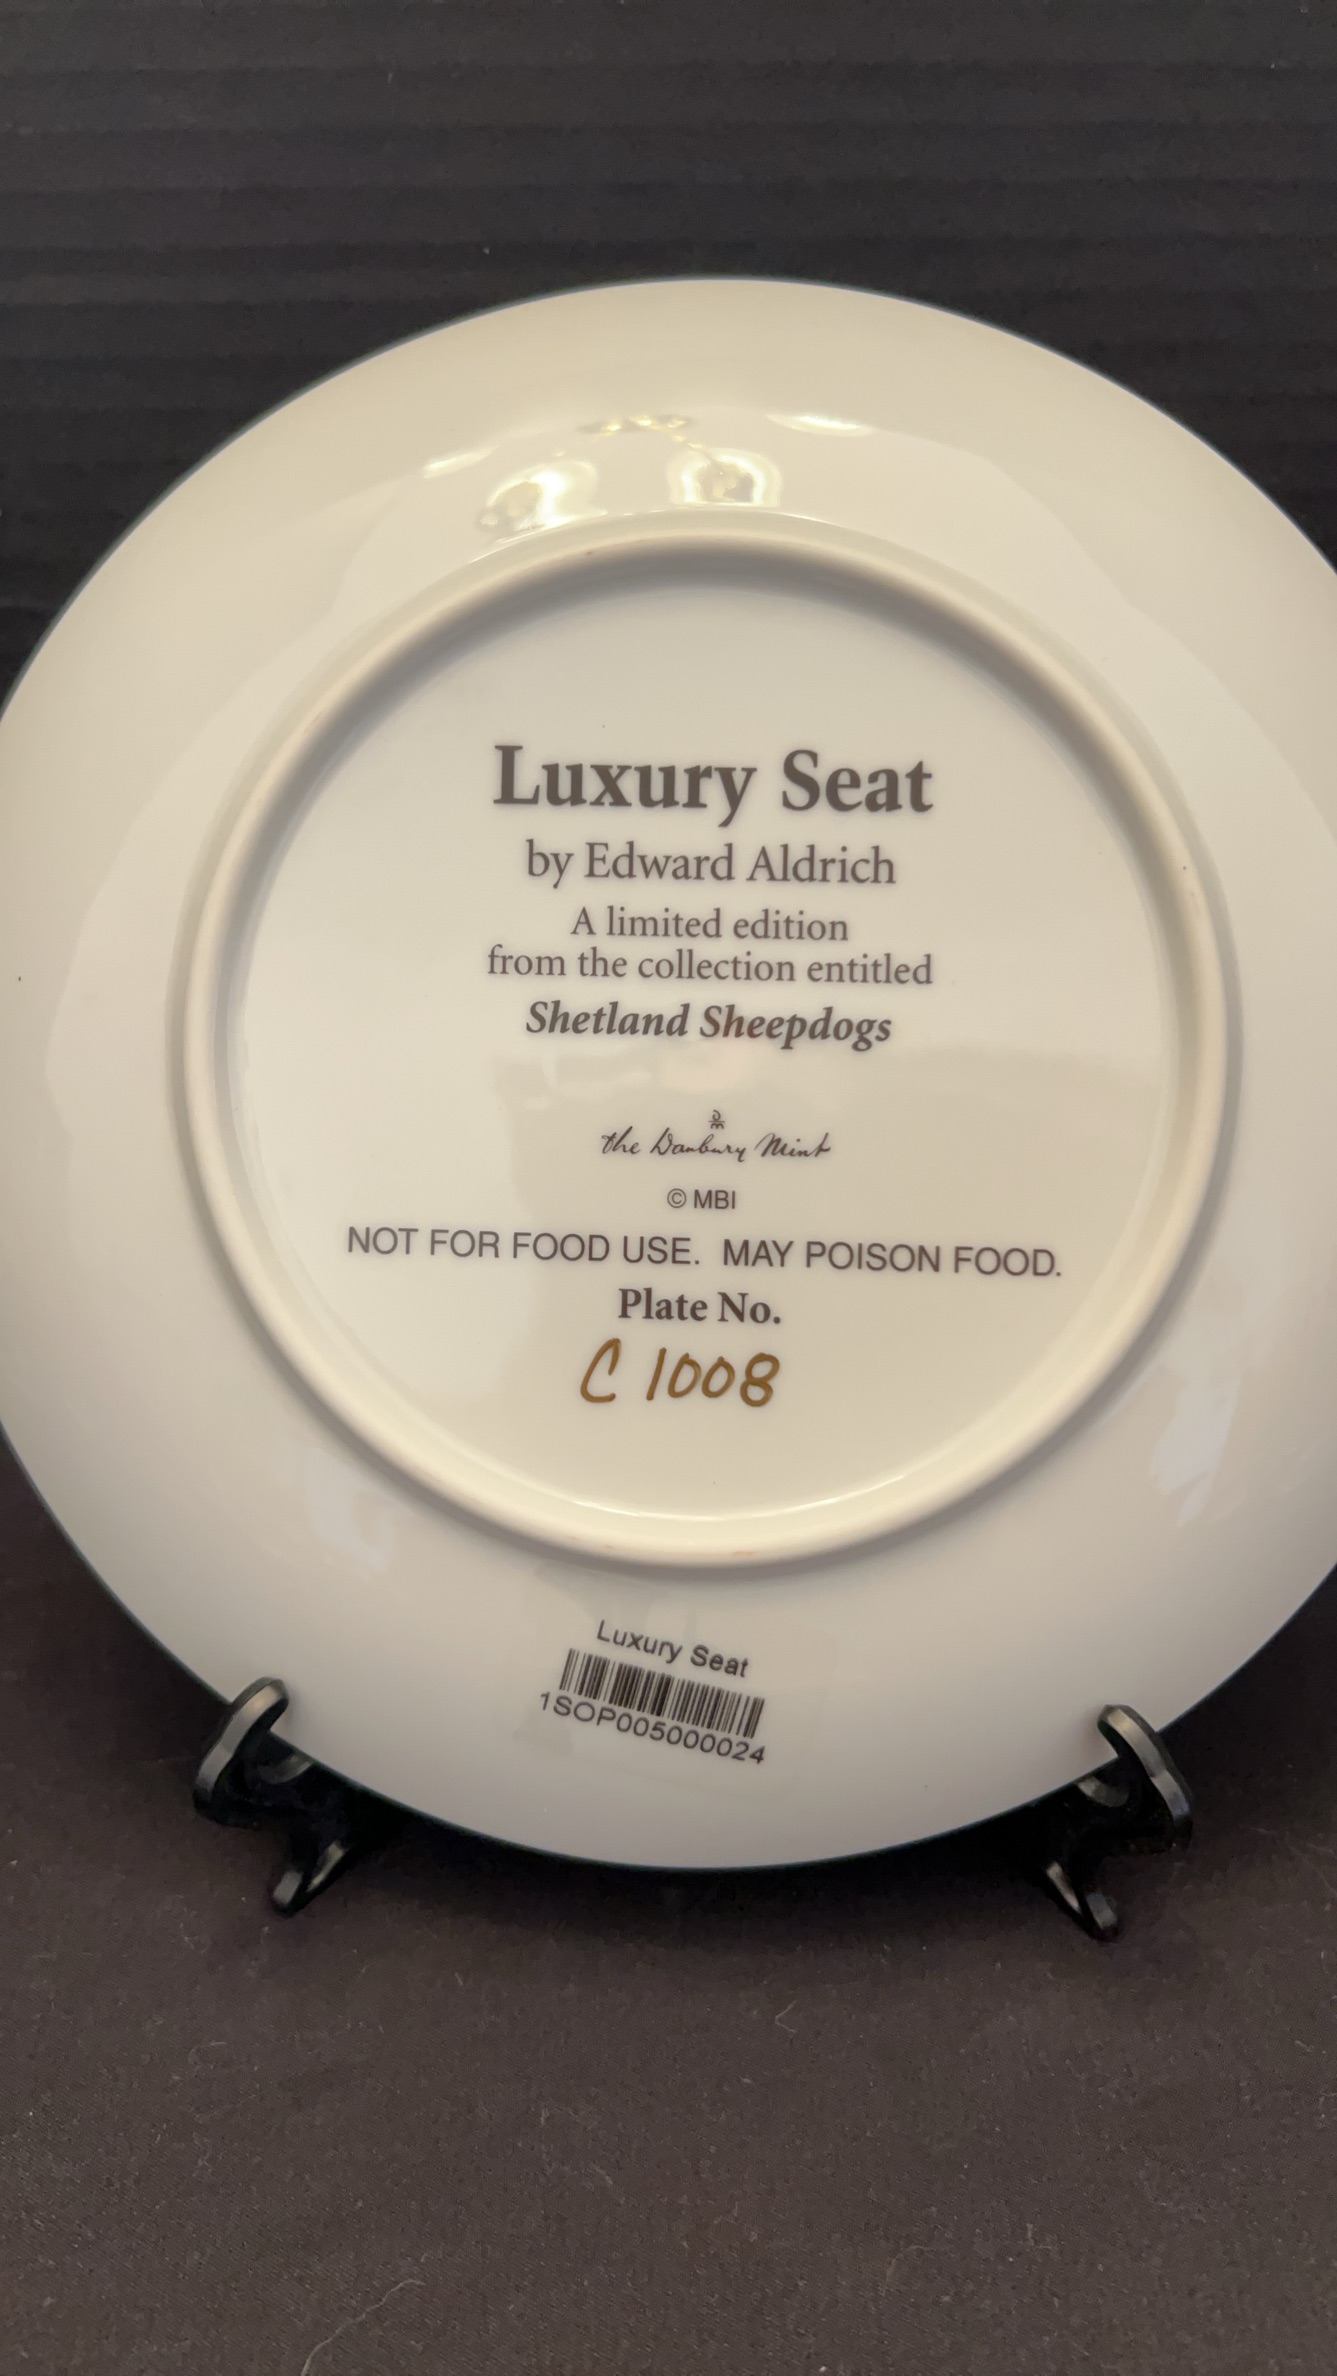 Luxury Seat
by Edward Aldrich
A limited edition
from the collection entitled
Shetland Sheepdogs
DM
the Danbury Mint
© MBI
NOT FOR FOOD USE. MAY POISON FOOD.
Plate No.
C 1008
Luxury Seat
1SOP005000024